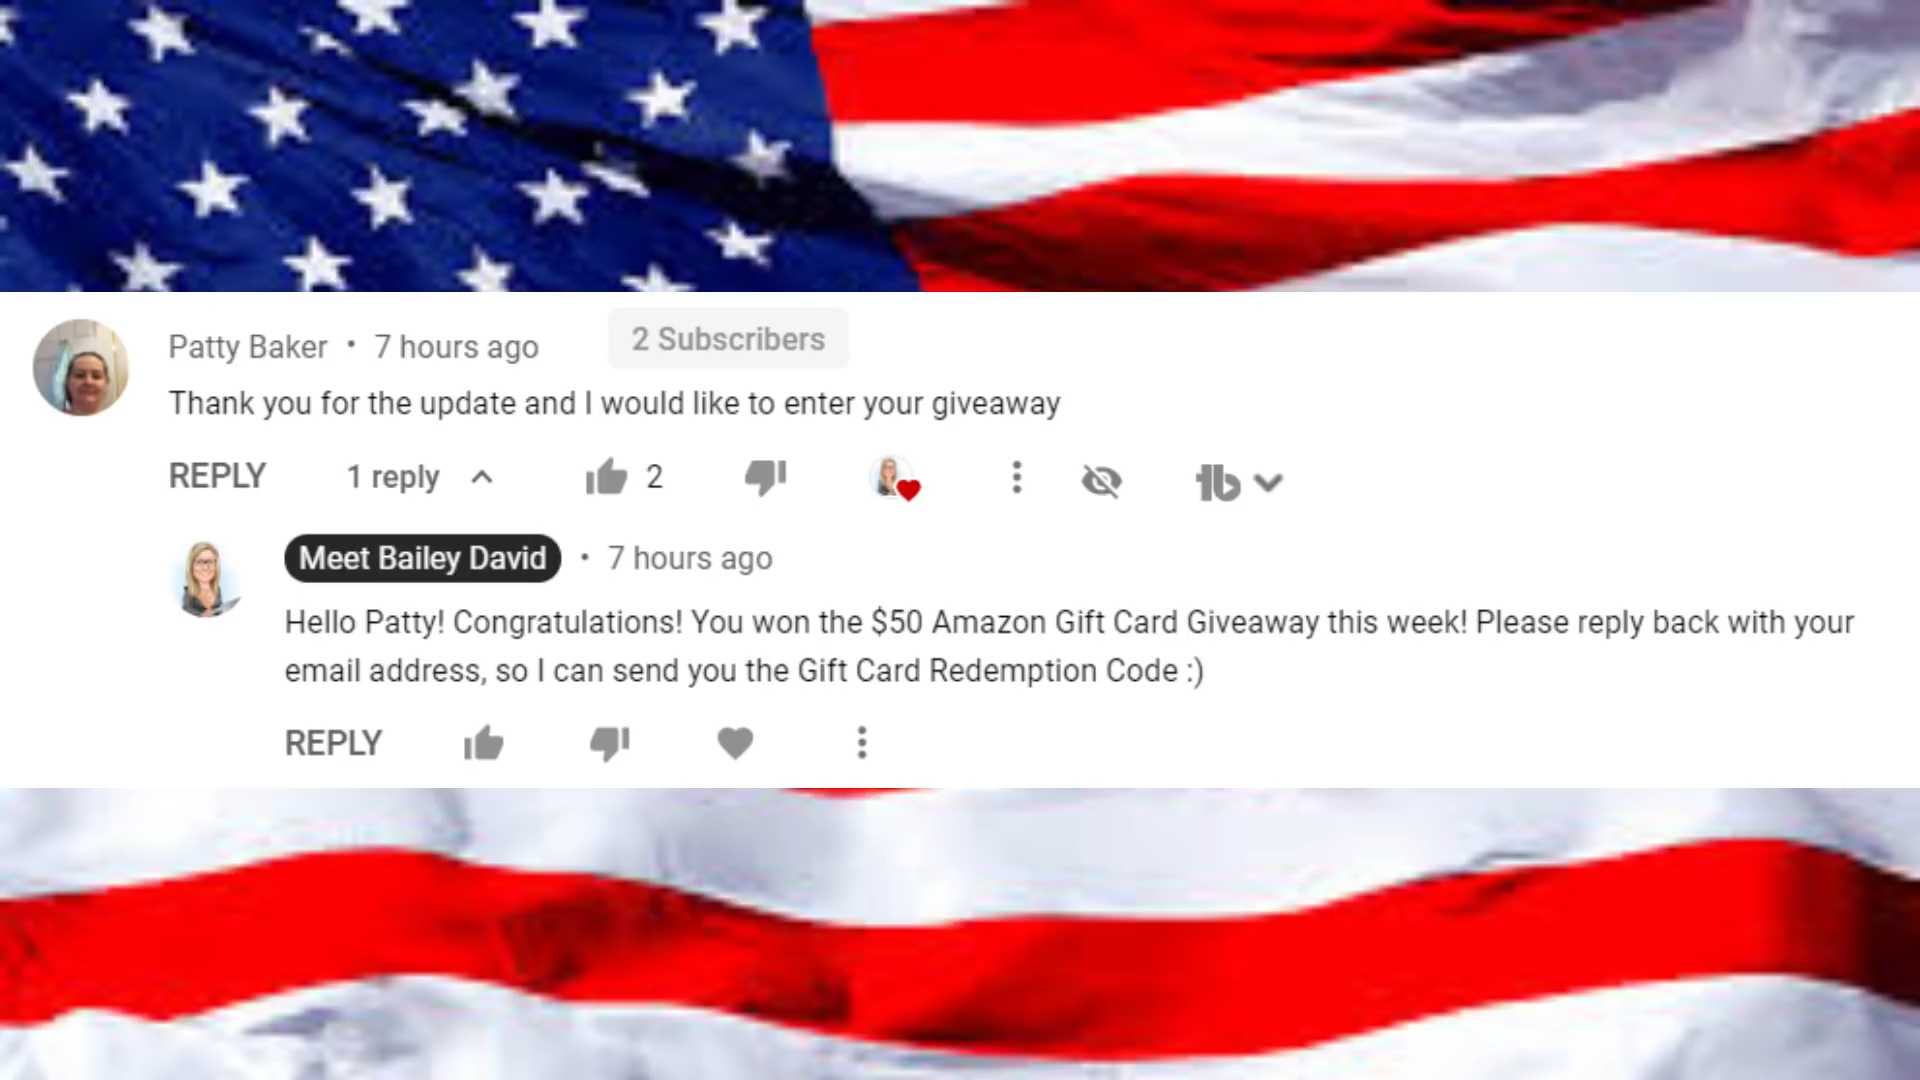 Patty Baker • 7 hours ago 2 Subscribers
Thank you for the update and I would like to enter your giveaway
REPLY 1 reply 2
Meet Bailey David • 7 hours ago
Hello Patty! Congratulations! You won the $50 Amazon Gift Card Giveaway this week! Please reply back with your
email address, so I can send you the Gift Card Redemption Code :)
REPLY